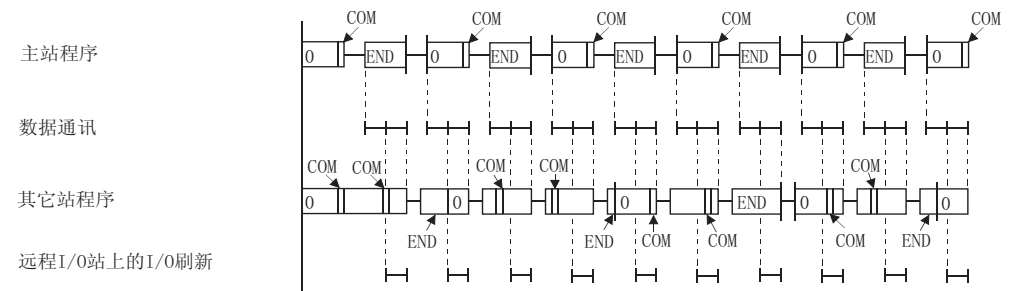 COM COM COM COM COM COM
主站程序 0 END 0 END 0 END 0 END 0 END 0
数据通讯
COM COM COM COM COM
其它站程序 0 0 0 END 0 0
END END COM COM COM END
远程I/O站上的I/O刷新